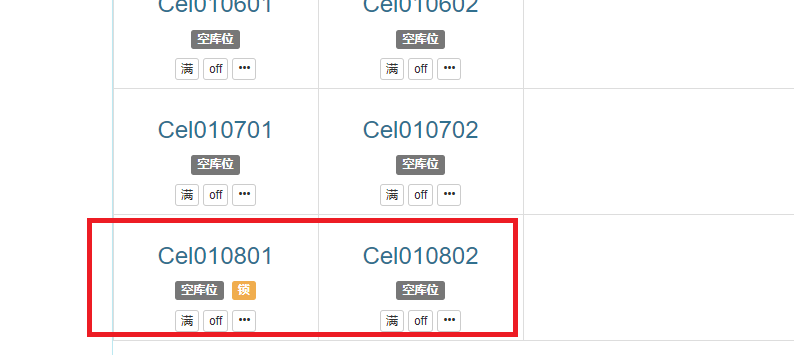 Cel010601 Cel010602
空库位 空库位
满 off ••• 满 off •••
Cel010701 Cel010702
空库位 空库位
满 off ••• 满 off •••
Cel010801 Cel010802
空库位 锁 空库位
满 off ••• 满 off •••